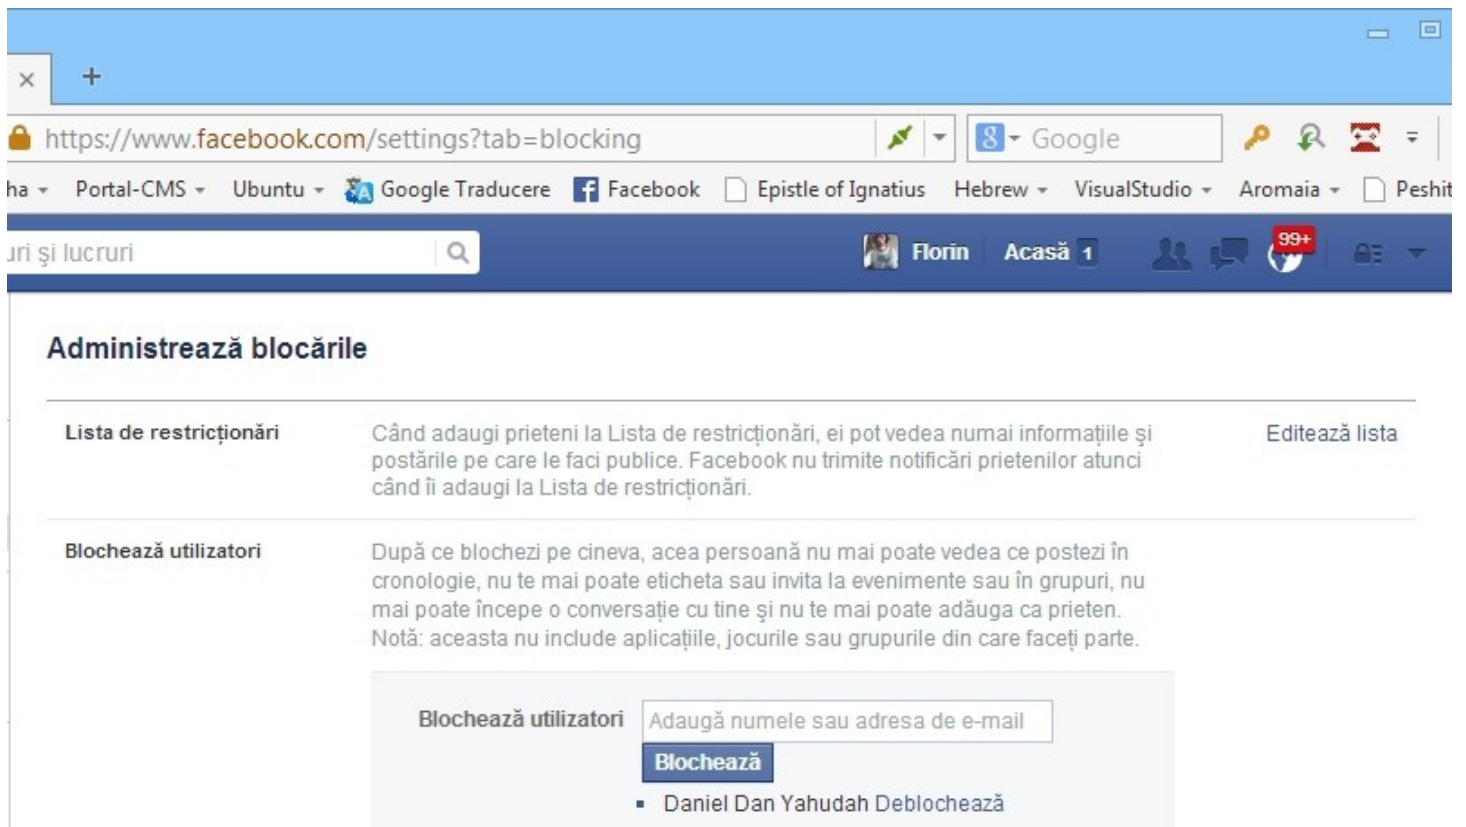 https://www.facebook.com/settings?tab=blocking
Google
ha Portal-CMS Ubuntu Google Traducere Facebook Epistle of Ignatius Hebrew VisualStudio Aromaia Peshit
uri şi lucruri Florin Acasă 1 99+
Administrează blocările
Lista de restricționări
Când adaugi prieteni la Lista de restricționări, ei pot vedea numai informațiile şi
postările pe care le faci publice. Facebook nu trimite notificări prietenilor atunci
când îi adaugi la Lista de restricționări.
Editează lista
Blochează utilizatori
După ce blochezi pe cineva, acea persoană nu mai poate vedea ce postezi în
cronologie, nu te mai poate eticheta sau invita la evenimente sau în grupuri, nu
mai poate începe o conversație cu tine şi nu te mai poate adăuga ca prieten.
Notă: aceasta nu include aplicațiile, jocurile sau grupurile din care faceți parte.
Blochează utilizatori Adaugă numele sau adresa de e-mail
Blochează
Daniel Dan Yahudah Deblochează